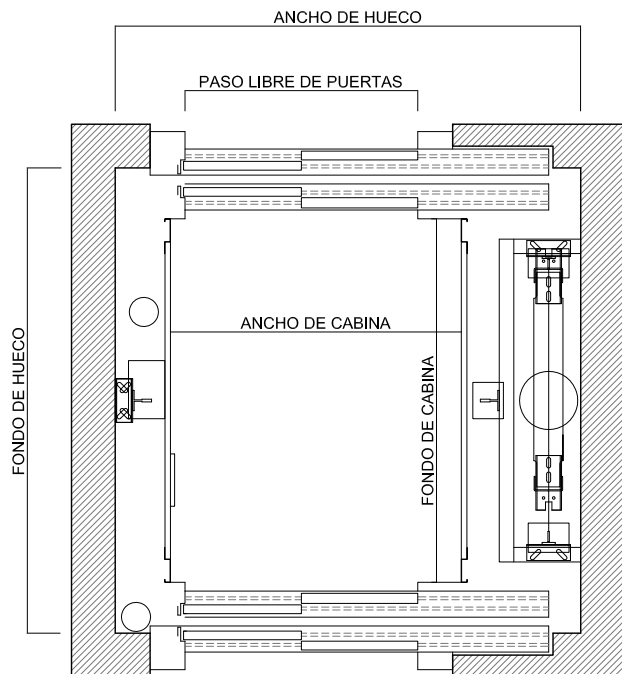 ANCHO DE HUECO
PASO LIBRE DE PUERTAS
ANCHO DE CABINA
FONDO DE HUECO
FONDO DE CABINA